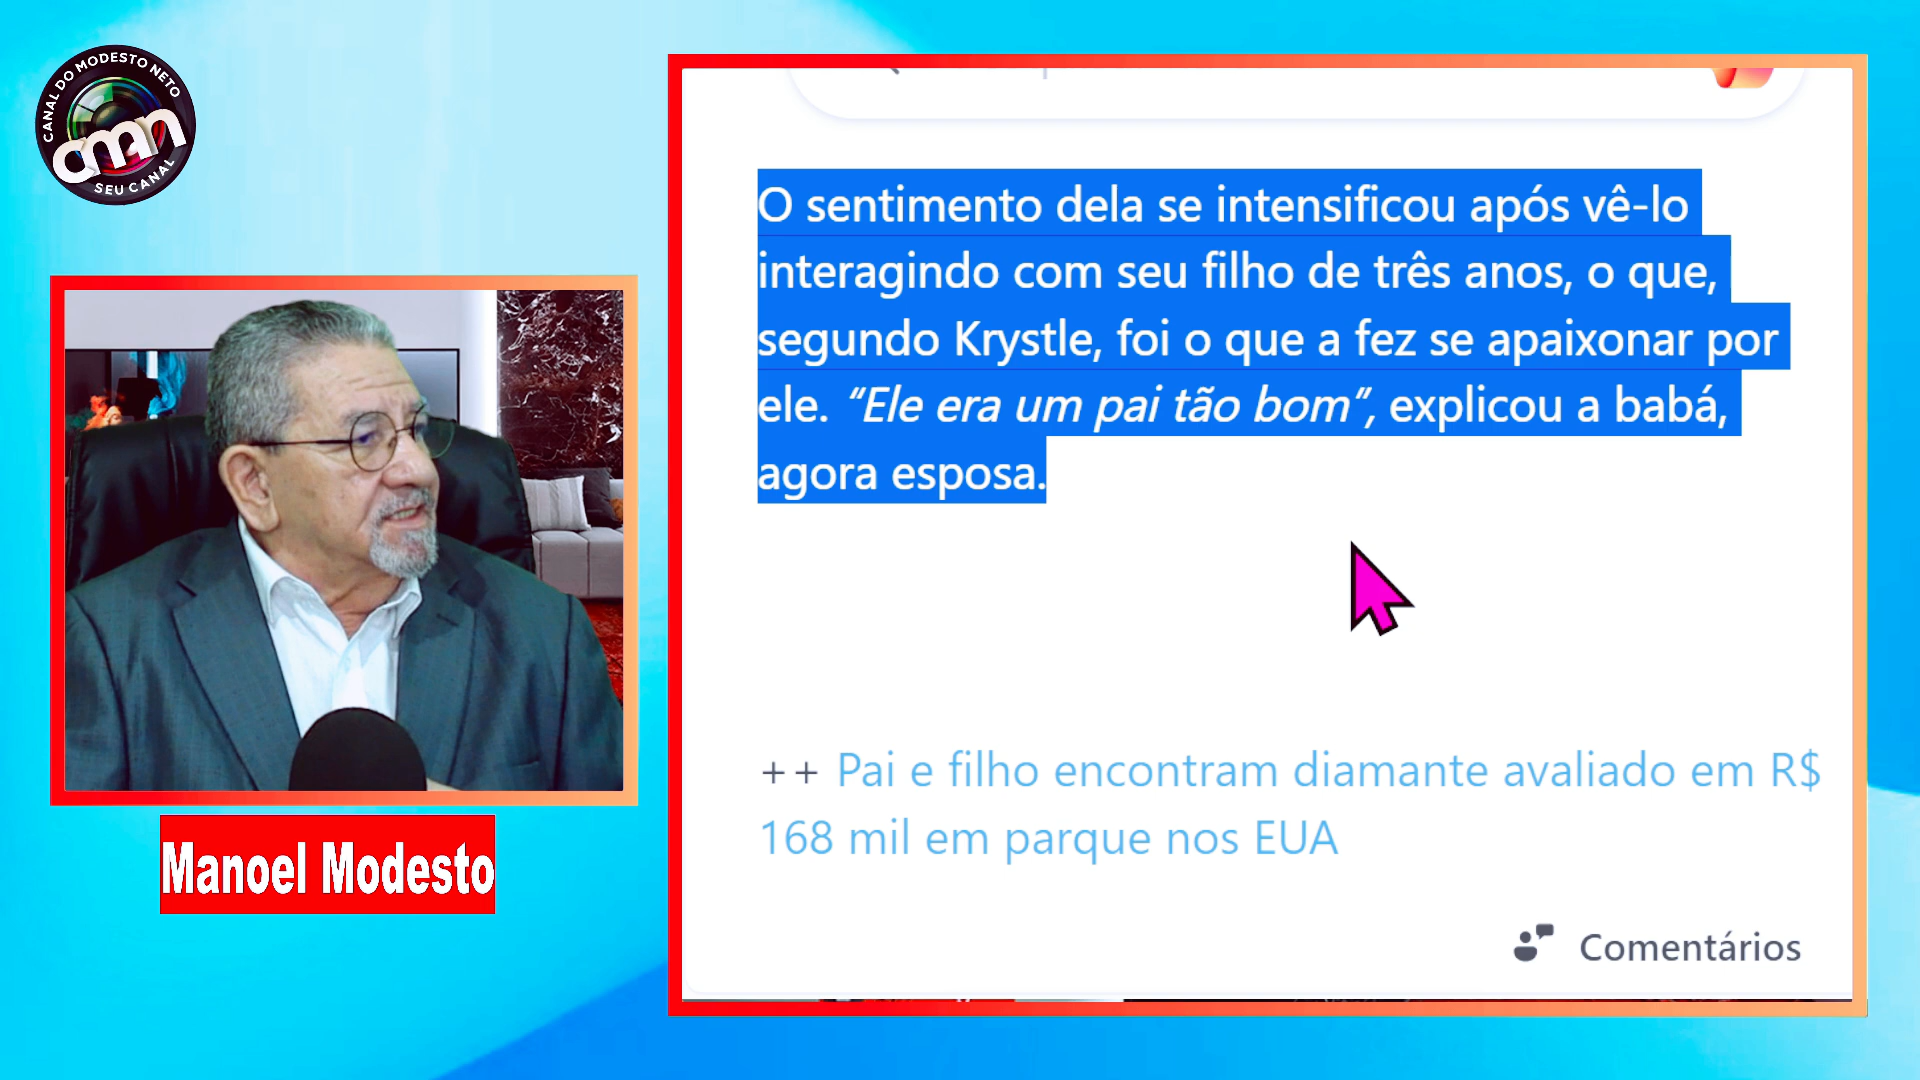 CANAL DO MODESTO NETO
cmn
SEU CANAL
O sentimento dela se intensificou após vê-lo
interagindo com seu filho de três anos, o que,
segundo Krystle, foi o que a fez se apaixonar por
ele. “Ele era um pai tão bom”, explicou a babá,
agora esposa.
++ Pai e filho encontram diamante avaliado em R$
168 mil em parque nos EUA
Comentários
Manoel Modesto